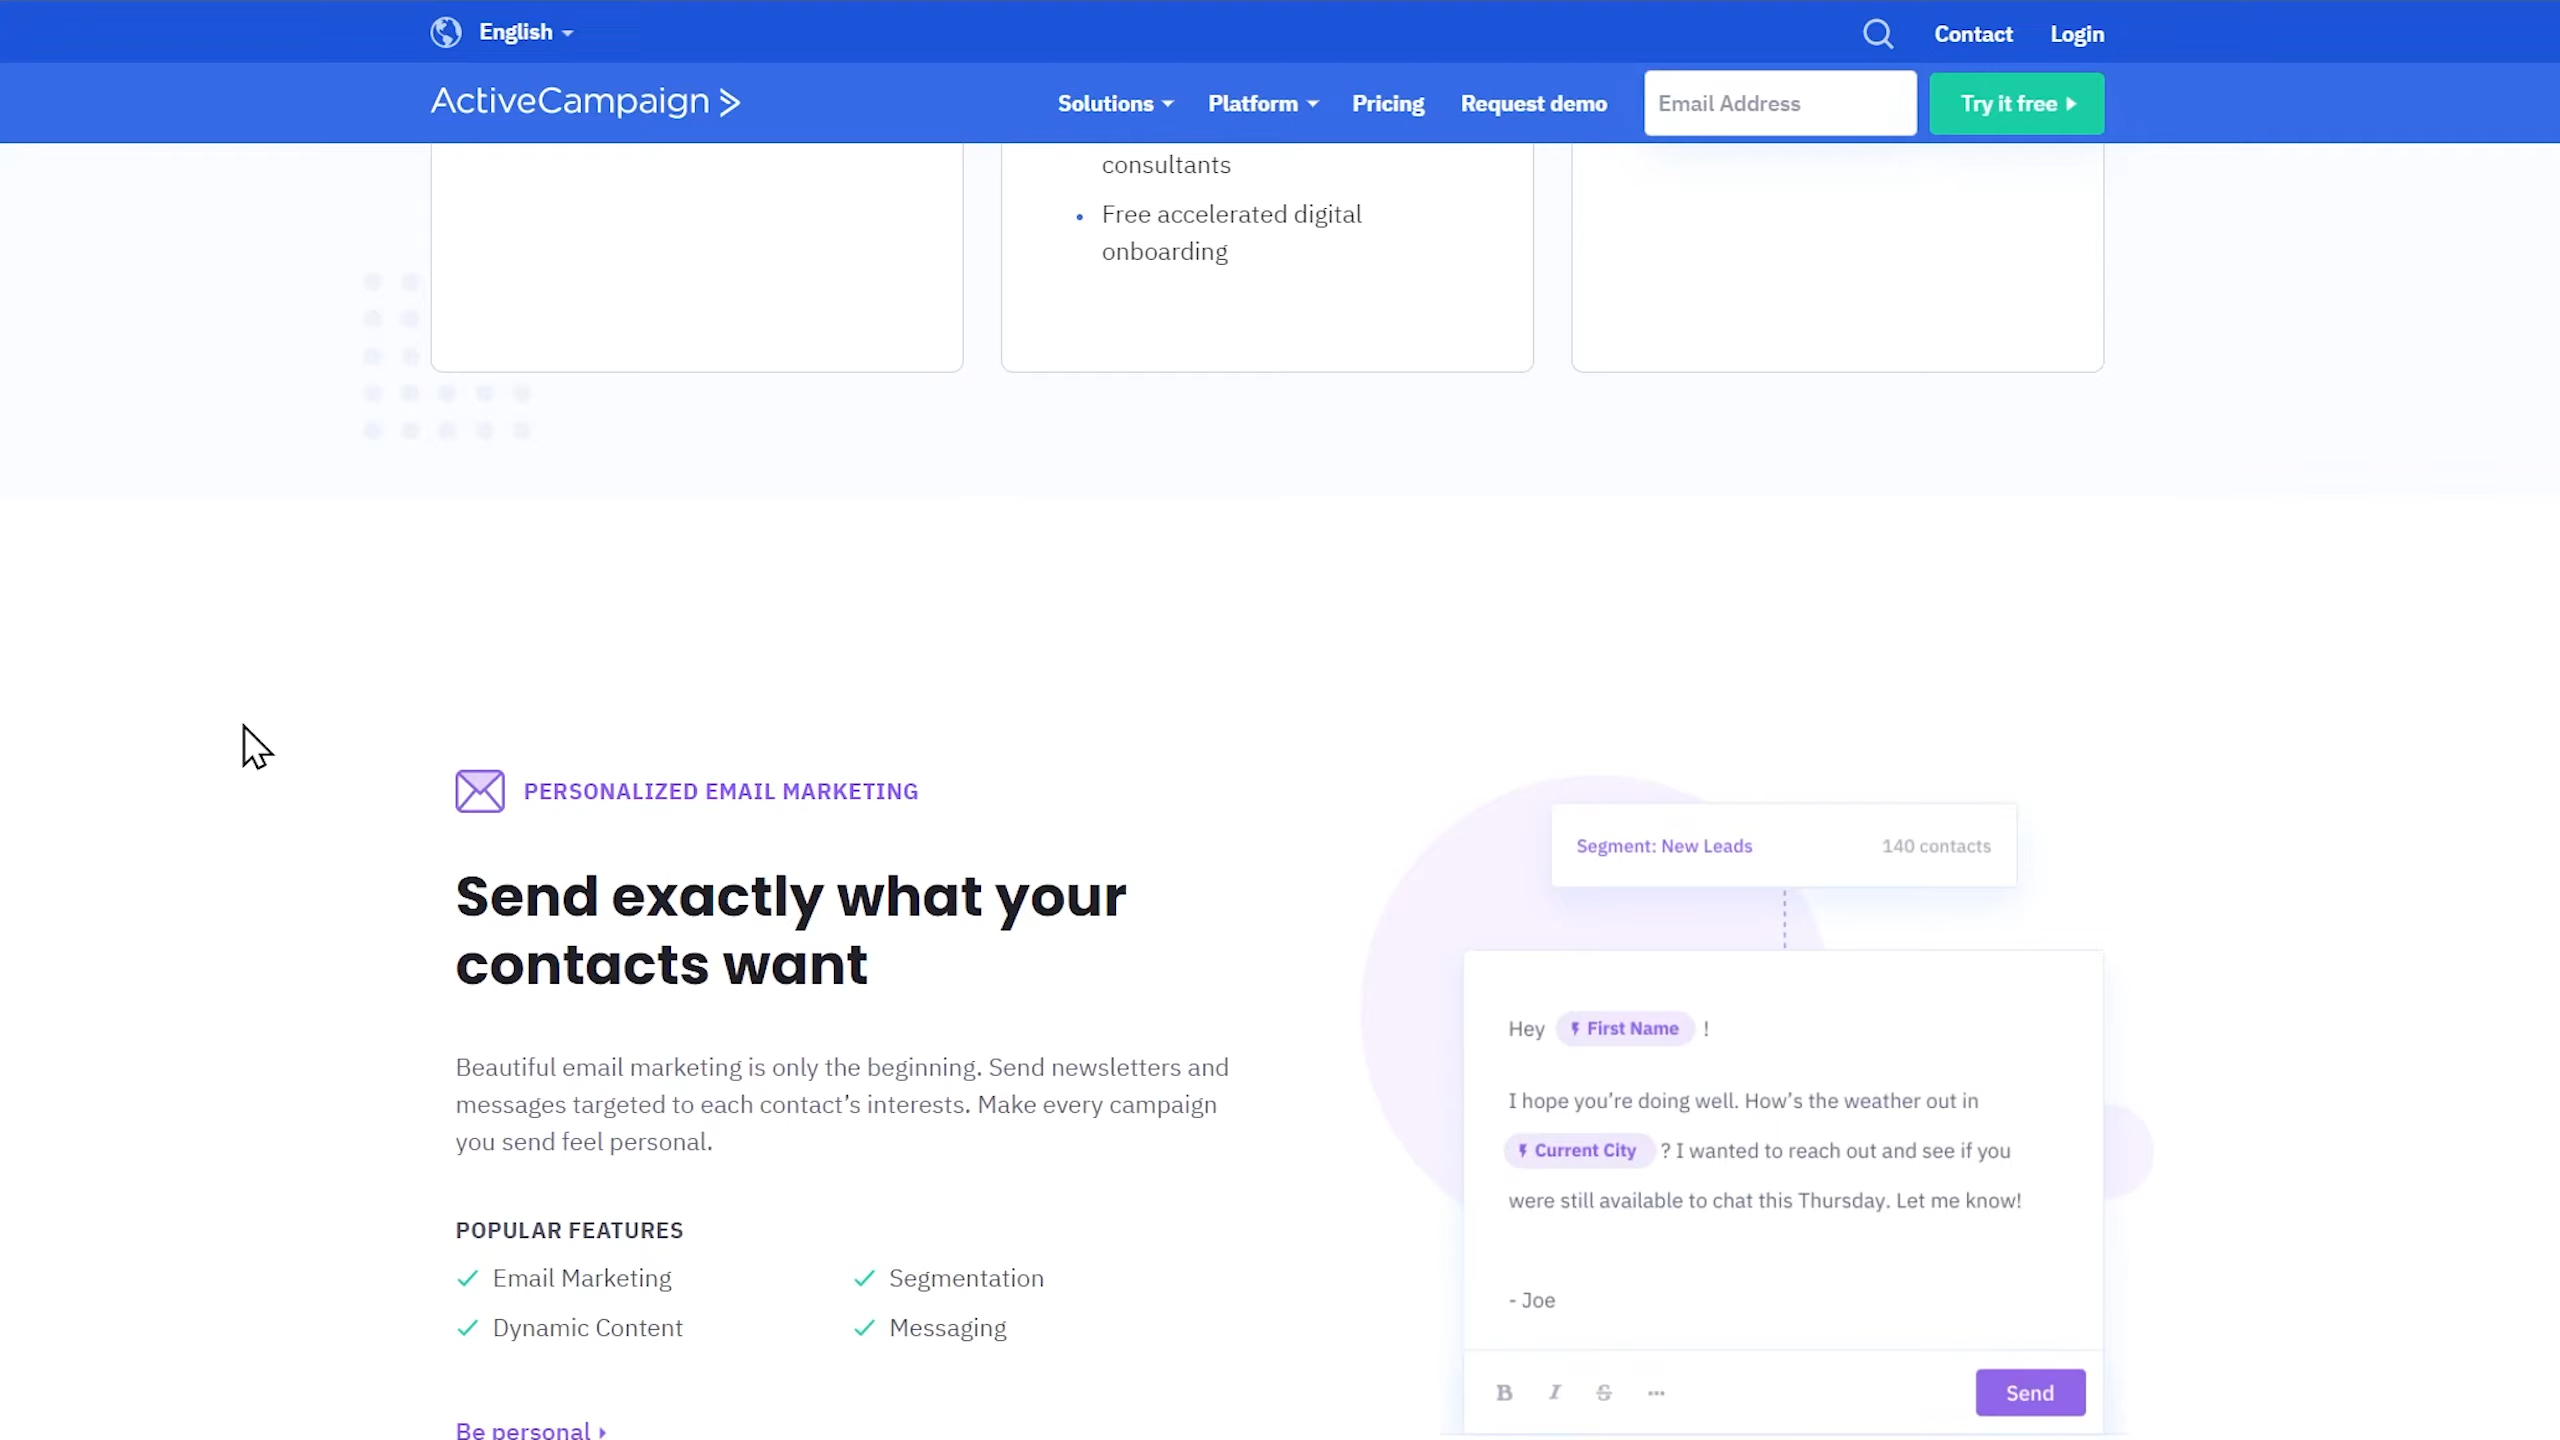 English
Contact
Login
ActiveCampaign
Solutions
Platform
Pricing
Request demo
Email Address
Try it free
consultants
Free accelerated digital
onboarding
PERSONALIZED EMAIL MARKETING
Send exactly what your
contacts want
Beautiful email marketing is only the beginning. Send newsletters and
messages targeted to each contact’s interests. Make every campaign
you send feel personal.
POPULAR FEATURES
Email Marketing
Segmentation
Dynamic Content
Messaging
Be personal
Segment: New Leads
140 contacts
Hey First Name !
I hope you’re doing well. How’s the weather out in
Current City ? I wanted to reach out and see if you
were still available to chat this Thursday. Let me know!
- Joe
B I S ...
Send